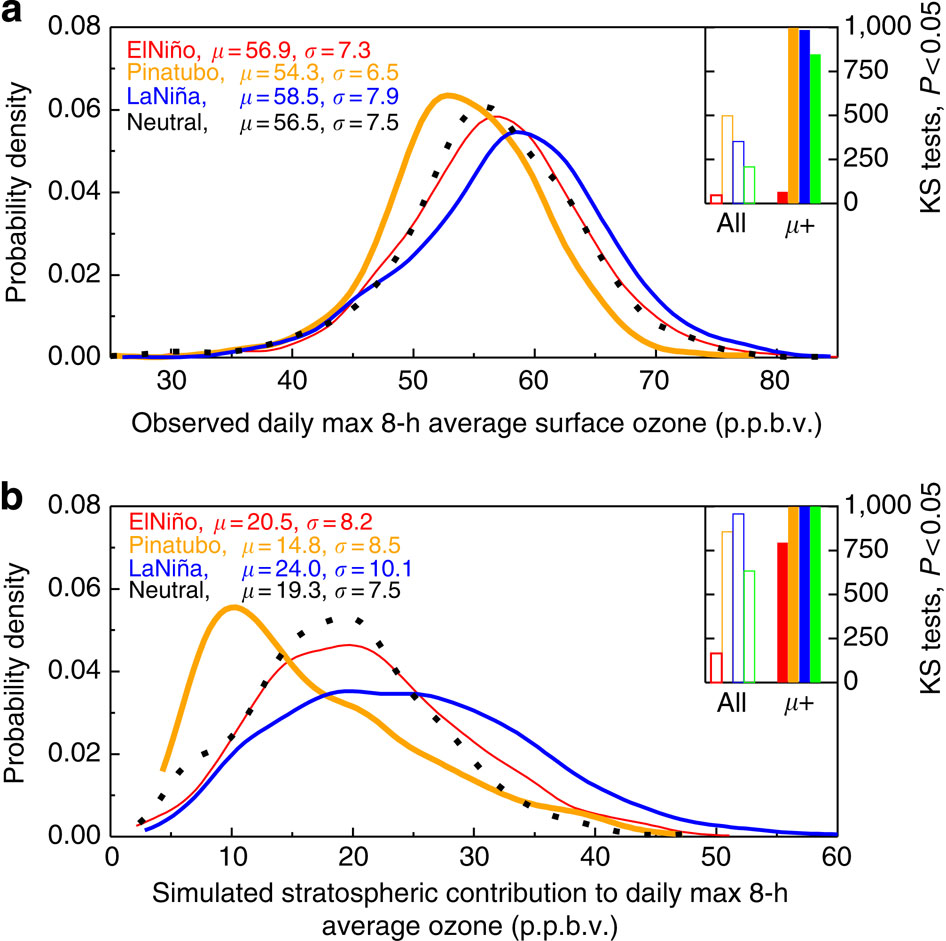 a
0.08
0.06
0.04
0.02
0.00
Probability density
ElNiño, μ=56.9, σ=7.3
Pinatubo, μ=54.3, σ=6.5
LaNiña, μ=58.5, σ=7.9
Neutral, μ=56.5, σ=7.5
1,000
750
500
250
0
KS tests, P<0.05
All μ+
30 40 50 60 70 80
Observed daily max 8-h average surface ozone (p.p.b.v.)
b
0.08
0.06
0.04
0.02
0.00
Probability density
ElNiño, μ=20.5, σ=8.2
Pinatubo, μ=14.8, σ=8.5
LaNiña, μ=24.0, σ=10.1
Neutral, μ=19.3, σ=7.5
1,000
750
500
250
0
KS tests, P<0.05
All μ+
0 10 20 30 40 50 60
Simulated stratospheric contribution to daily max 8-h
average ozone (p.p.b.v.)